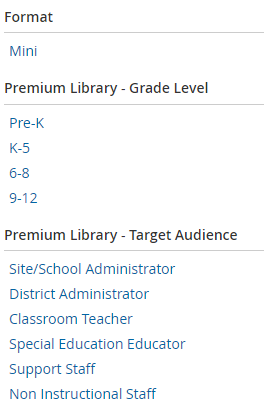 Format
Mini
Premium Library - Grade Level
Pre-K
K-5
6-8
9-12
Premium Library - Target Audience
Site/School Administrator
District Administrator
Classroom Teacher
Special Education Educator
Support Staff
Non Instructional Staff